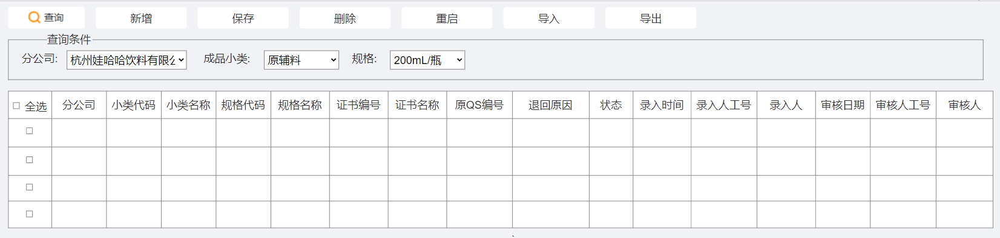 查询 新增 保存 删除 重启 导入 导出
查询条件
分公司: 杭州娃哈哈饮料有限公 成品小类: 原辅料 规格: 200mL/瓶
全选 分公司 小类代码 小类名称 规格代码 规格名称 证书编号 证书名称 原QS编号 退回原因 状态 录入时间 录入人工号 录入人 审核日期 审核人工号 审核人